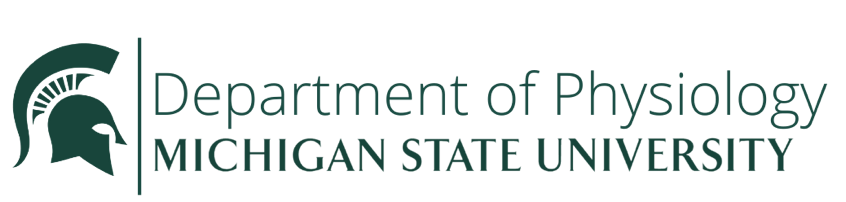 Department of Physiology
MICHIGAN STATE UNIVERSITY